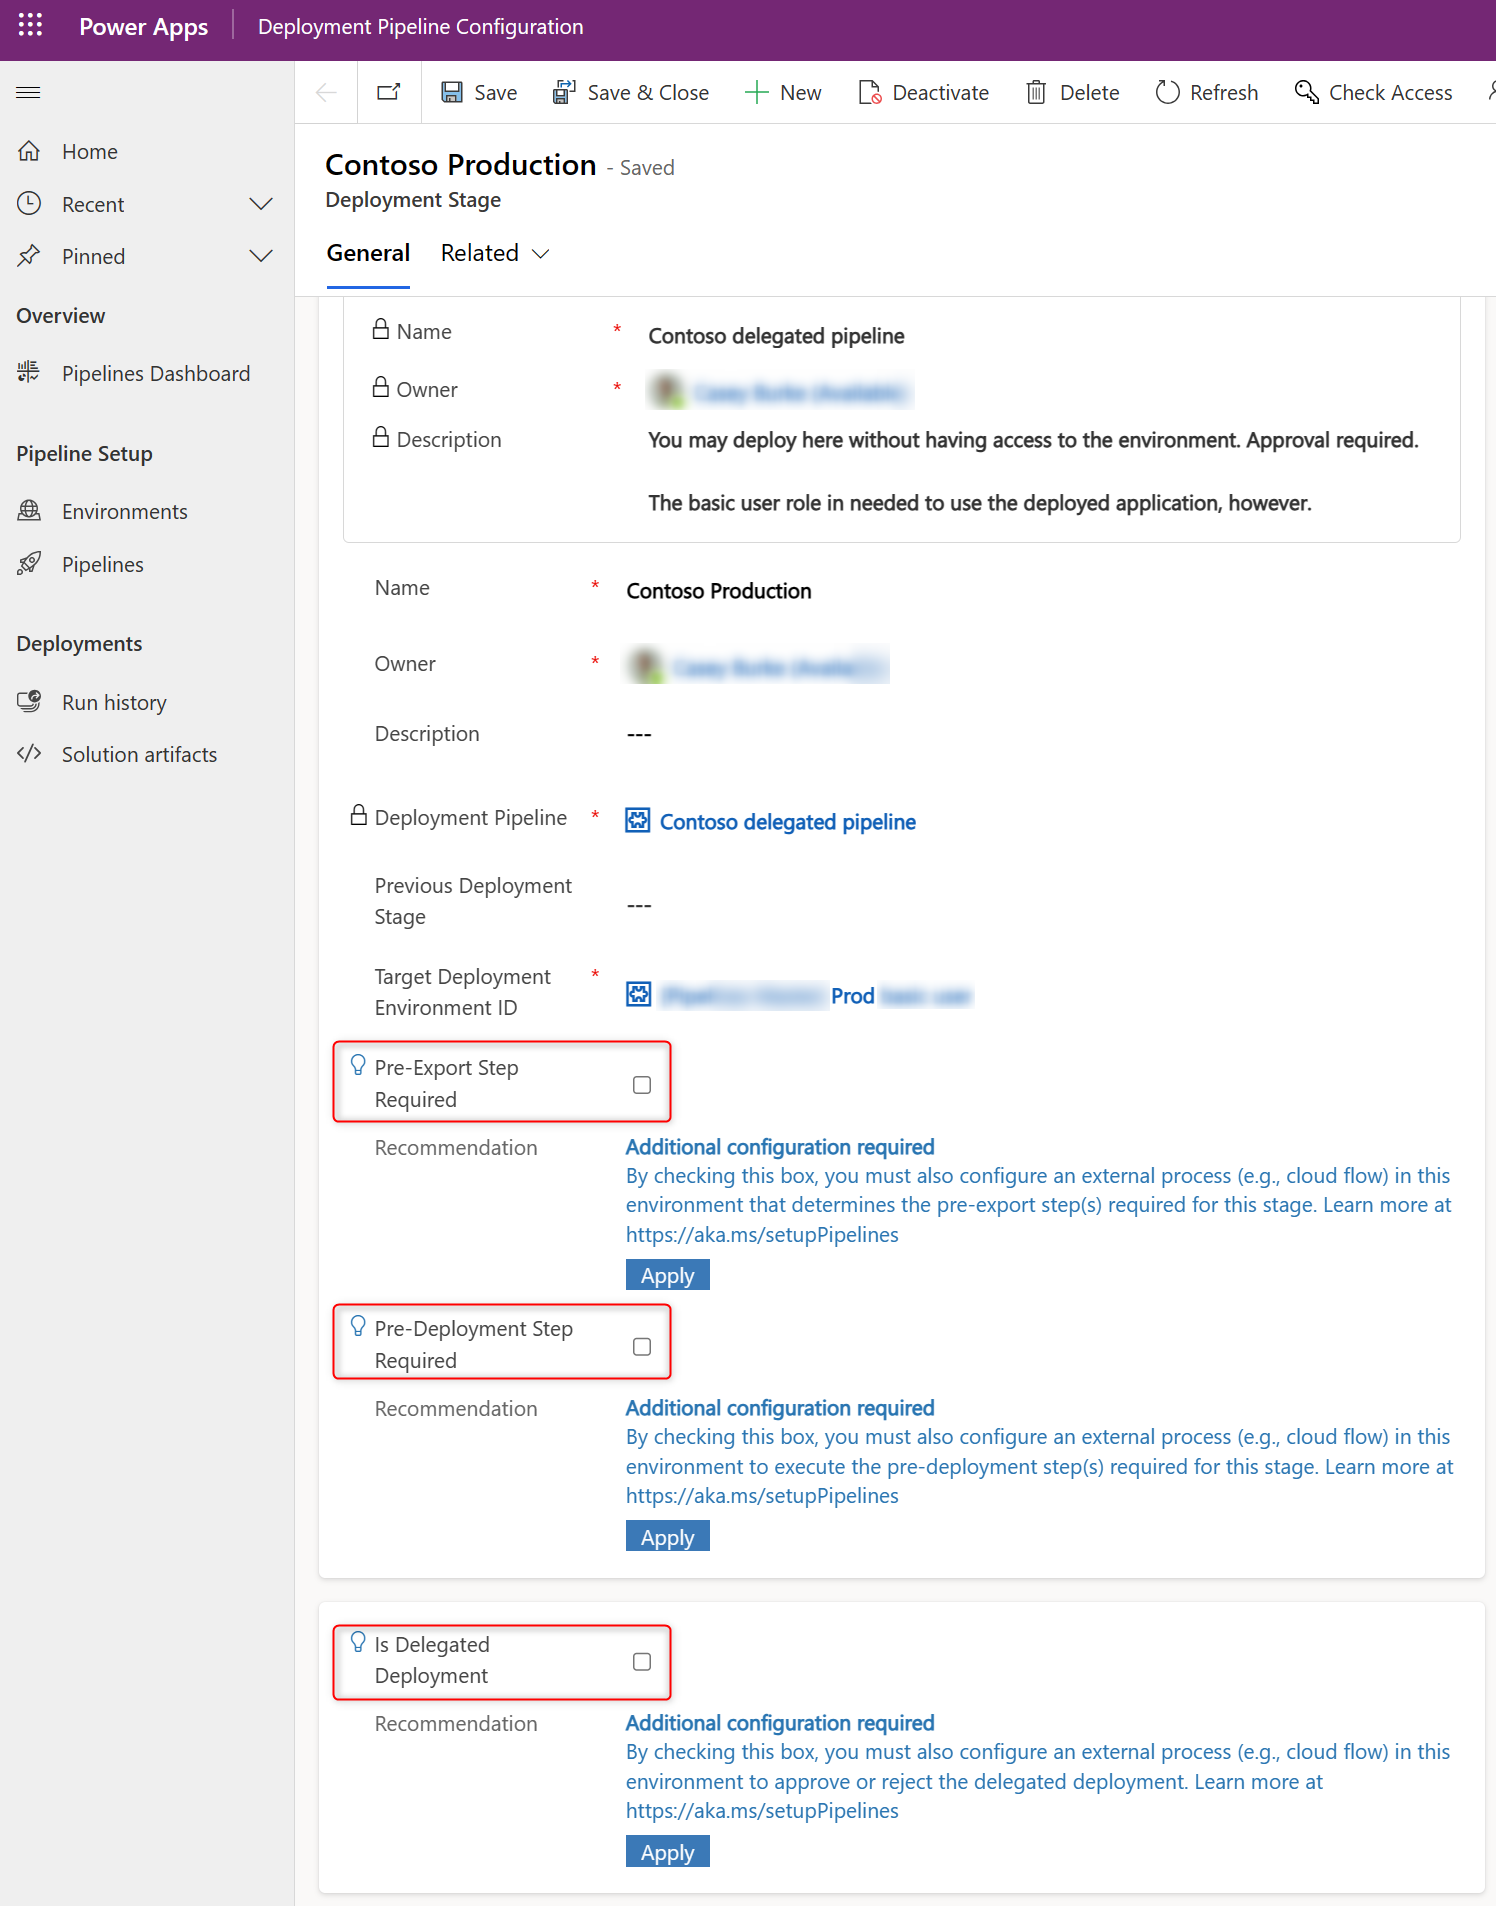 Power Apps
Deployment Pipeline Configuration
Save
Save & Close
New
Deactivate
Delete
Refresh
Check Access
Home
Recent
Pinned
Overview
Pipelines Dashboard
Pipeline Setup
Environments
Pipelines
Deployments
Run history
Solution artifacts
Contoso Production - Saved
Deployment Stage
General
Related
Name * Contoso delegated pipeline
Owner *
Description You may deploy here without having access to the environment. Approval required.
The basic user role in needed to use the deployed application, however.
Name * Contoso Production
Owner *
Description ---
Deployment Pipeline * Contoso delegated pipeline
Previous Deployment
Stage
---
Target Deployment *
Environment ID
Prod
Pre-Export Step
Required
Recommendation
Additional configuration required
By checking this box, you must also configure an external process (e.g., cloud flow) in this
environment that determines the pre-export step(s) required for this stage. Learn more at
https://aka.ms/setupPipelines
Apply
Pre-Deployment Step
Required
Recommendation
Additional configuration required
By checking this box, you must also configure an external process (e.g., cloud flow) in this
environment to execute the pre-deployment step(s) required for this stage. Learn more at
https://aka.ms/setupPipelines
Apply
Is Delegated
Deployment
Recommendation
Additional configuration required
By checking this box, you must also configure an external process (e.g., cloud flow) in this
environment to approve or reject the delegated deployment. Learn more at
https://aka.ms/setupPipelines
Apply